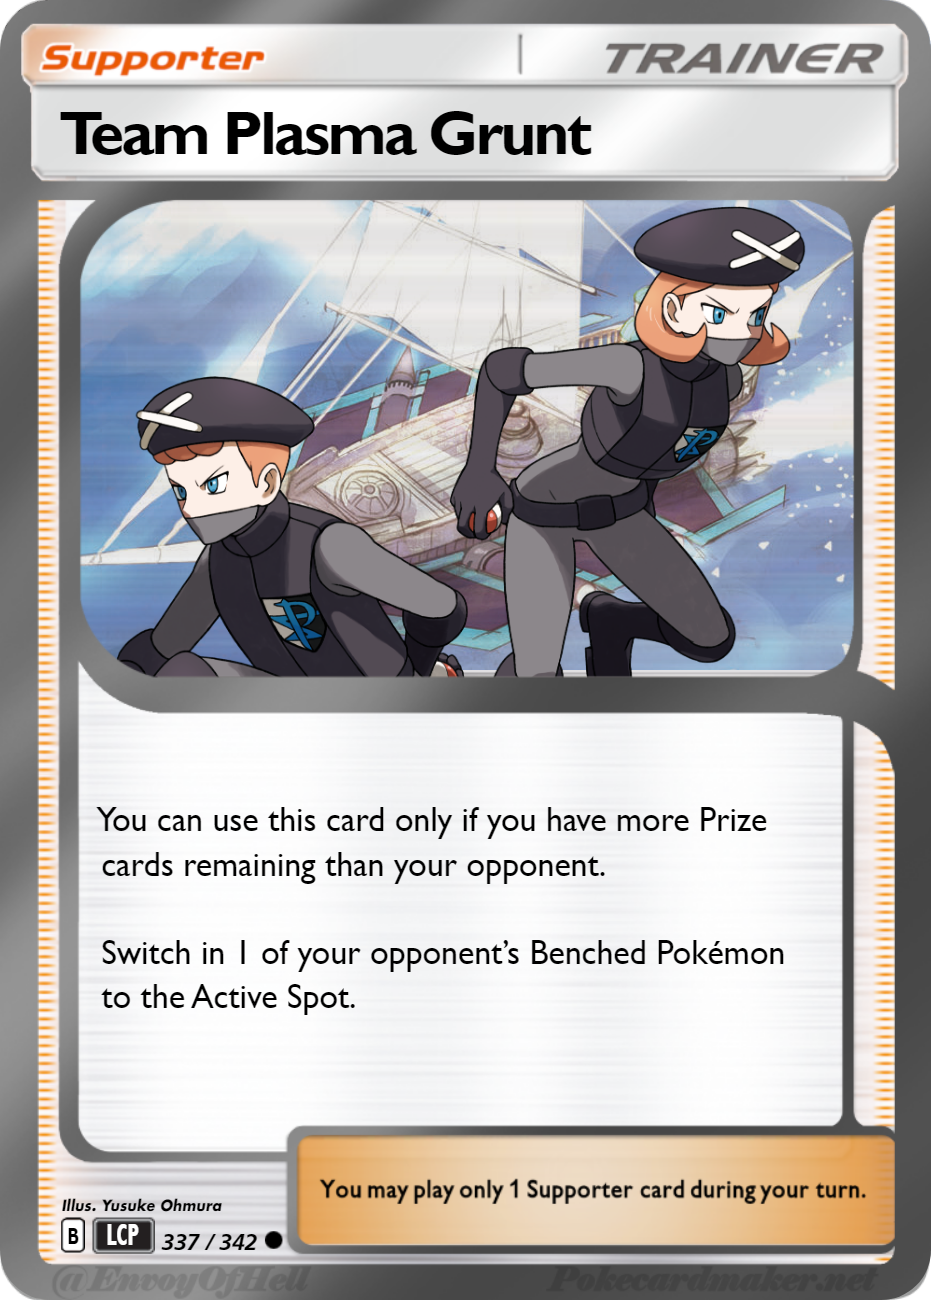 Supporter | TRAINER
Team Plasma Grunt
You can use this card only if you have more Prize
cards remaining than your opponent.
Switch in 1 of your opponent's Benched Pokémon
to the Active Spot.
You may play only 1 Supporter card during your turn.
Illus. Yusuke Ohmura
B LCP 337 / 342
@EnvoyOfHell Pokecardmaker.net